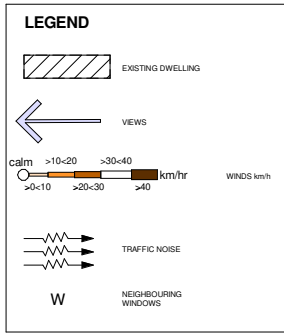 LEGEND
EXISTING DWELLING
VIEWS
calm >10<20 >30<40
km/hr WINDS km/h
>0<10 >20<30 >40
TRAFFIC NOISE
W NEIGHBOURING
WINDOWS